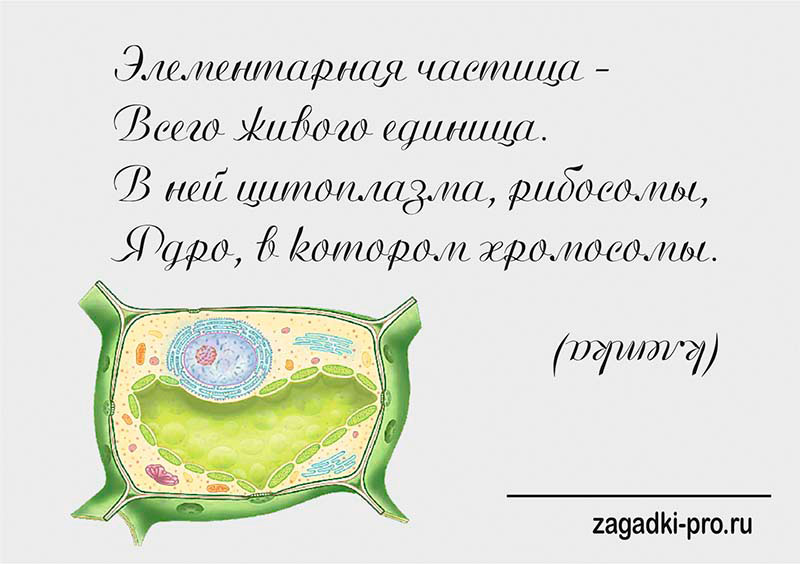 Элементарная частица -
Всего живого единица.
В ней цитоплазма, рибосомы,
Ядро, в котором хромосомы.
(клетка)
zagadki-pro.ru